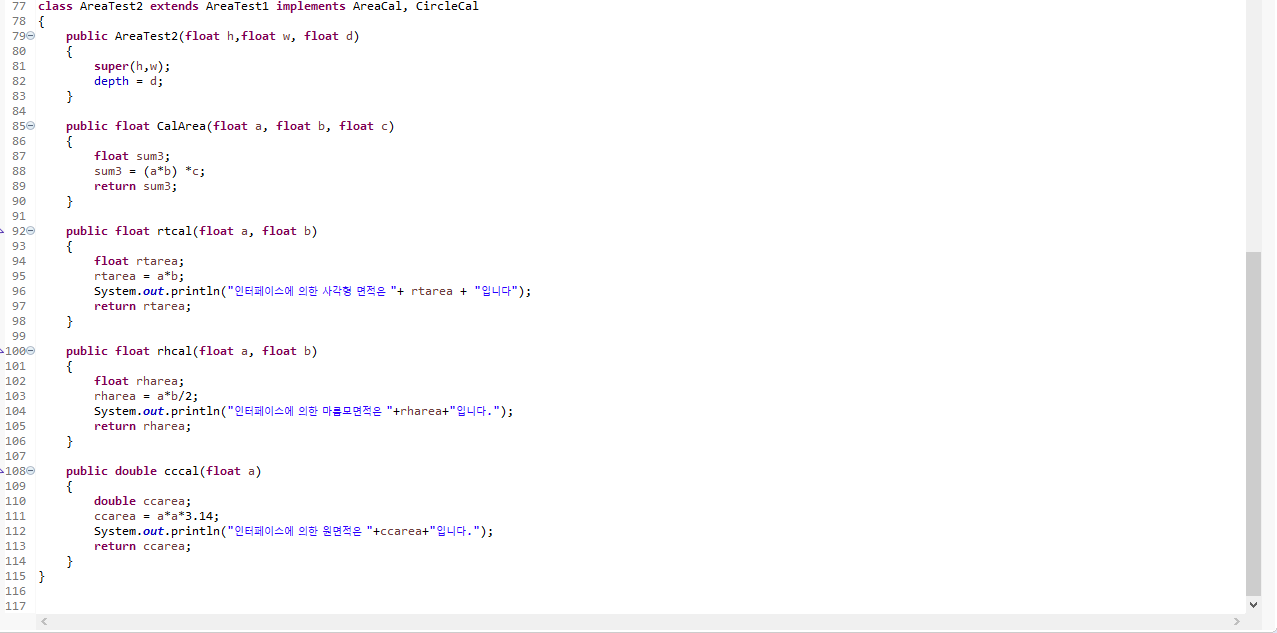 77 class AreaTest2 extends AreaTest1 implements AreaCal, CircleCal
78 {
79 public AreaTest2(float h,float w, float d)
80 {
81 super(h,w);
82 depth = d;
83 }
84
85 public float CalArea(float a, float b, float c)
86 {
87 float sum3;
88 sum3 = (a*b) *c;
89 return sum3;
90 }
91
92 public float rtcal(float a, float b)
93 {
94 float rtarea;
95 rtarea = a*b;
96 System.out.println("인터페이스에 의한 사각형 면적은 "+ rtarea + "입니다");
97 return rtarea;
98 }
99
100 public float rhcal(float a, float b)
101 {
102 float rharea;
103 rharea = a*b/2;
104 System.out.println("인터페이스에 의한 마름모면적은 "+rharea+"입니다.");
105 return rharea;
106 }
107
108 public double cccal(float a)
109 {
110 double ccarea;
111 ccarea = a*a*3.14;
112 System.out.println("인터페이스에 의한 원면적은 "+ccarea+"입니다.");
113 return ccarea;
114 }
115 }
116
117